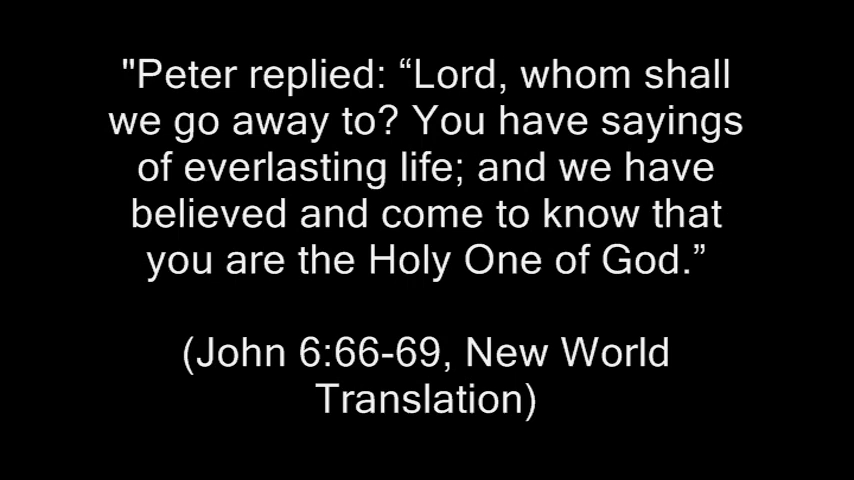 "Peter replied: “Lord, whom shall
we go away to? You have sayings
of everlasting life; and we have
believed and come to know that
you are the Holy One of God.”
(John 6:66-69, New World
Translation)